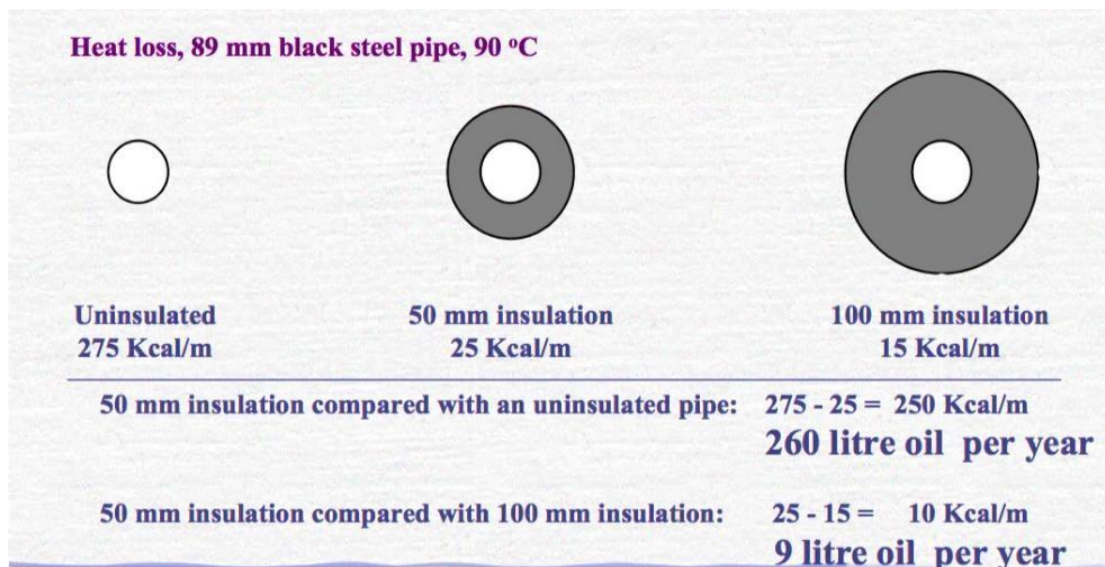 Heat loss, 89 mm black steel pipe, 90 °C
Uninsulated
275 Kcal/m
50 mm insulation
25 Kcal/m
100 mm insulation
15 Kcal/m
50 mm insulation compared with an uninsulated pipe: 275 - 25 = 250 Kcal/m
260 litre oil per year
50 mm insulation compared with 100 mm insulation: 25 - 15 = 10 Kcal/m
9 litre oil per year